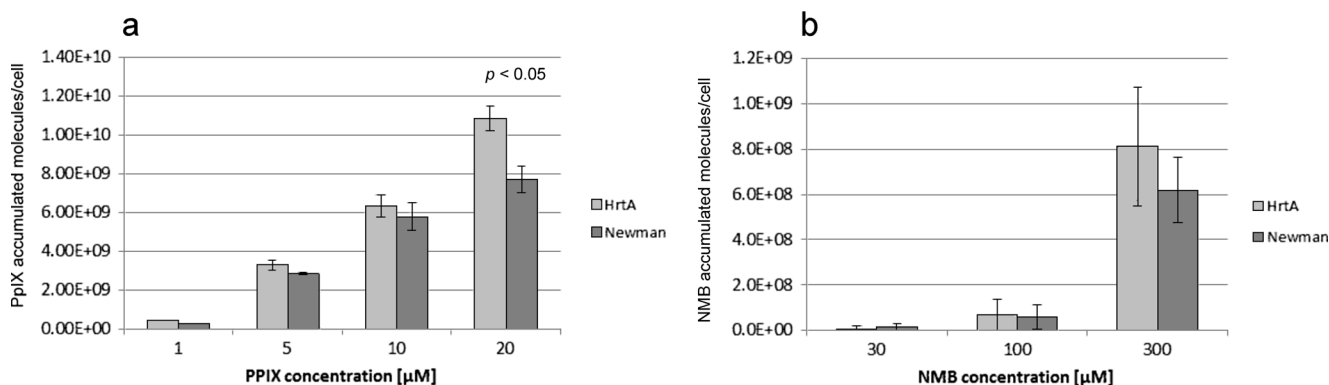 a
PpIX accumulated molecules/cell
1.40E+10
1.20E+10
1.00E+10
8.00E+09
6.00E+09
4.00E+09
2.00E+09
0.00E+00
p < 0.05
HrtA
Newman
1 5 10 20
PPIX concentration [µM]
b
NMB accumulated molecules/cell
1.2E+09
1.0E+09
8.0E+08
6.0E+08
4.0E+08
2.0E+08
0.0E+00
HrtA
Newman
30 100 300
NMB concentration [µM]